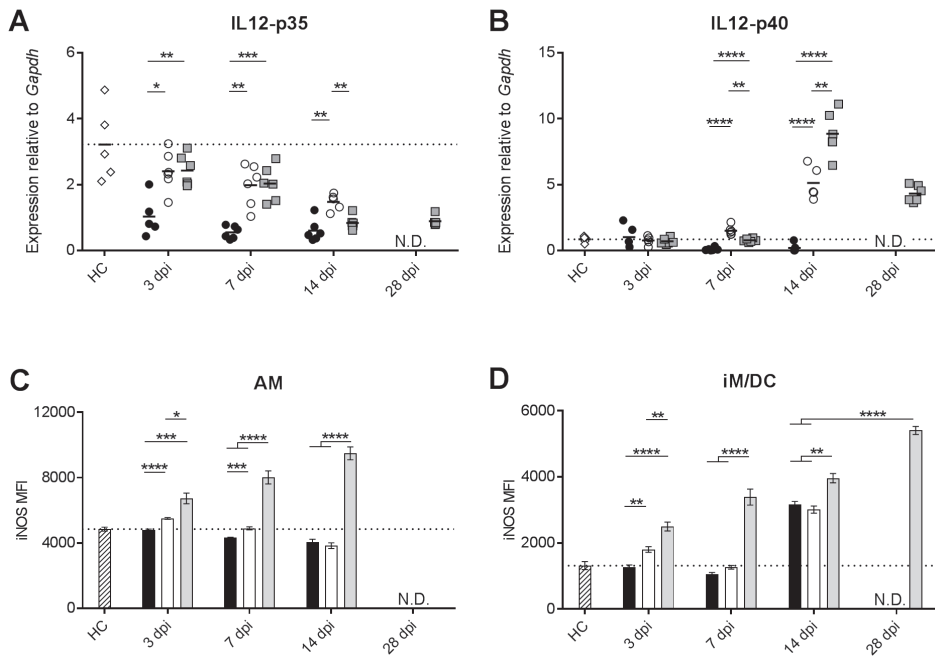 A
IL12-p35
Expression relative to Gapdh
6
4
2
0
** ***
* ** ** **
N.D.
HC 3 dpi 7 dpi 14 dpi 28 dpi
B
IL12-p40
Expression relative to Gapdh
15
10
5
0
**** ****
** **
**** ****
N.D.
HC 3 dpi 7 dpi 14 dpi 28 dpi
C
AM
iNOS MFI
12000
8000
4000
0
*
*** **** ****
**** ***
N.D.
HC 3 dpi 7 dpi 14 dpi 28 dpi
D
iM/DC
iNOS MFI
6000
4000
2000
0
** ****
**** **** **
**
N.D.
HC 3 dpi 7 dpi 14 dpi 28 dpi